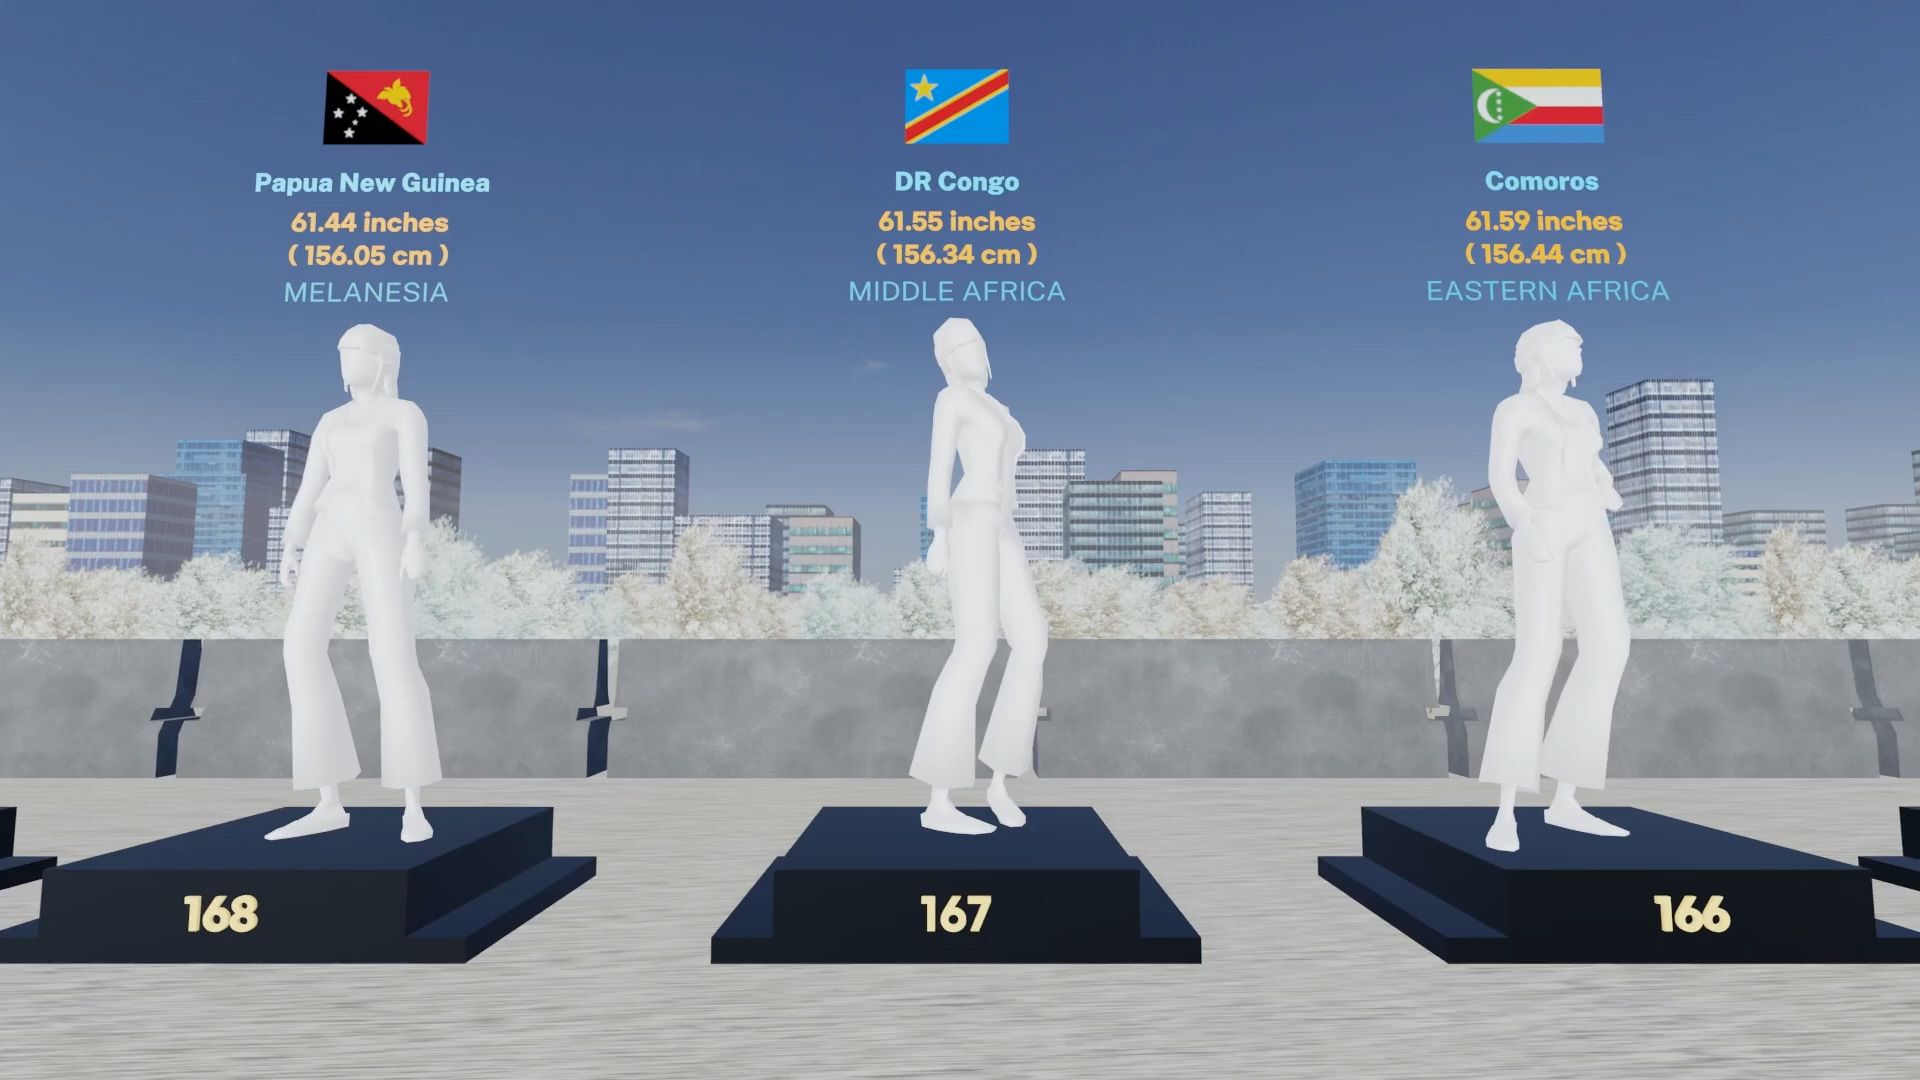 Papua New Guinea
61.44 inches
( 156.05 cm )
MELANESIA
168
DR Congo
61.55 inches
( 156.34 cm )
MIDDLE AFRICA
167
Comoros
61.59 inches
( 156.44 cm )
EASTERN AFRICA
166